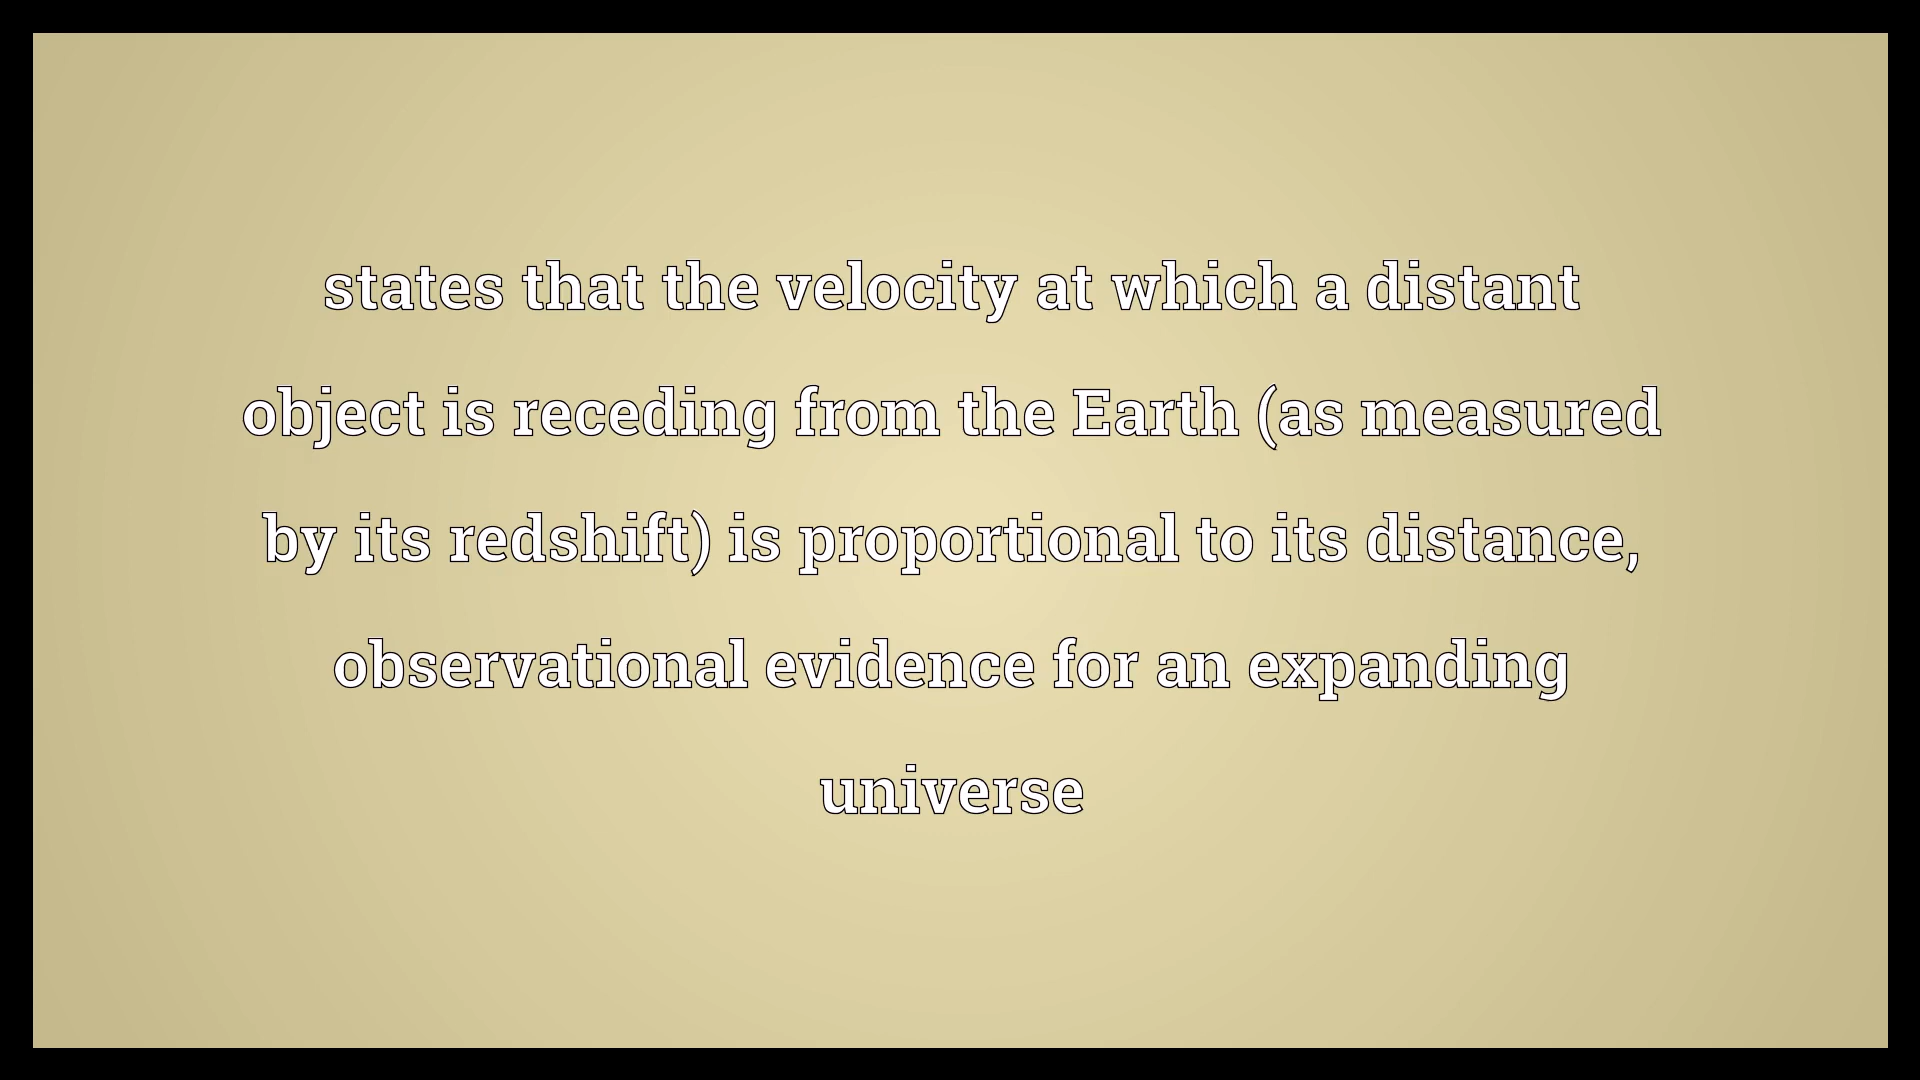 states that the velocity at which a distant
object is receding from the Earth (as measured
by its redshift) is proportional to its distance,
observational evidence for an expanding
universe